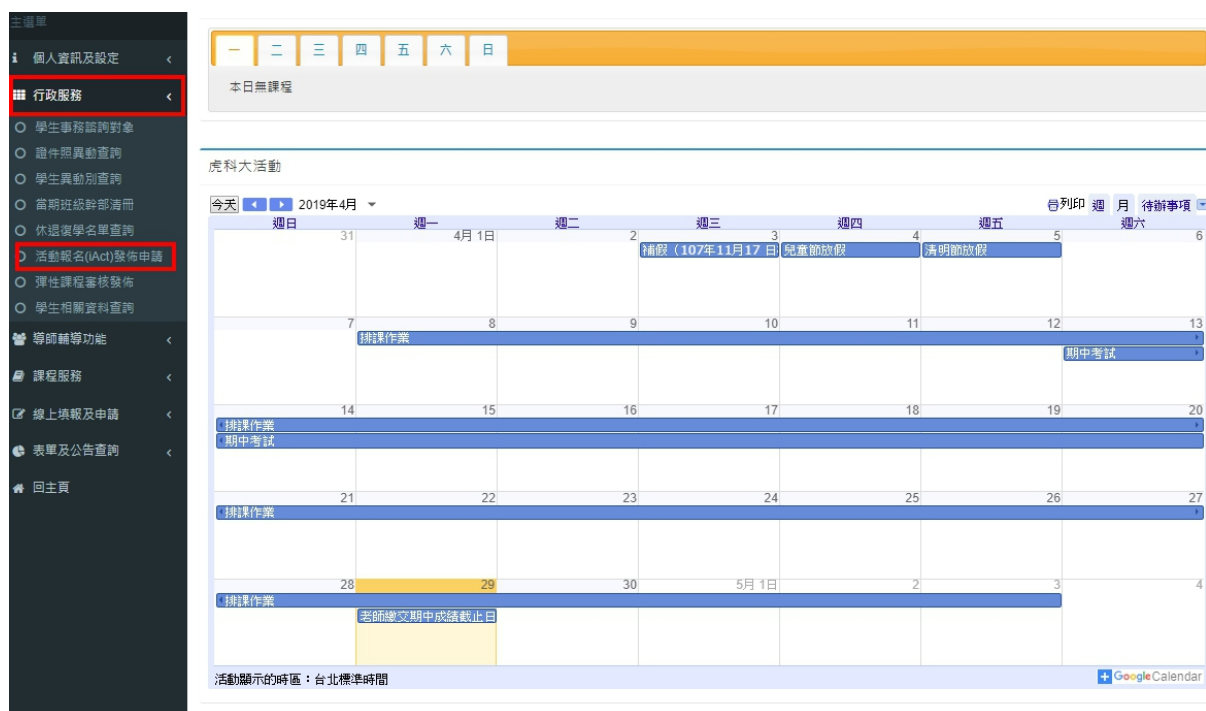 主選單
個人資訊及設定
行政服務
學生事務諮詢對象
證件照異動查詢
學生異動別查詢
當期班級幹部清冊
休退復學名單查詢
活動報名(iAct)發佈申請
彈性課程審核發佈
學生相關資料查詢
導師輔導功能
課程服務
線上填報及申請
表單及公告查詢
回主頁
一 二 三 四 五 六 日
本日無課程
虎科大活動
今天 2019年4月 列印 週 月 待辦事項
週日 週一 週二 週三 週四 週五 週六
31 4月 1日 2 3 4 5 6
補假（107年11月17 日 兒童節放假 清明節放假
7 8 9 10 11 12 13
排課作業
期中考試
14 15 16 17 18 19 20
排課作業
期中考試
21 22 23 24 25 26 27
排課作業
28 29 30 5月 1日 2 3 4
排課作業
老師繳交期中成績截止日
活動顯示的時區：台北標準時間 Google Calendar